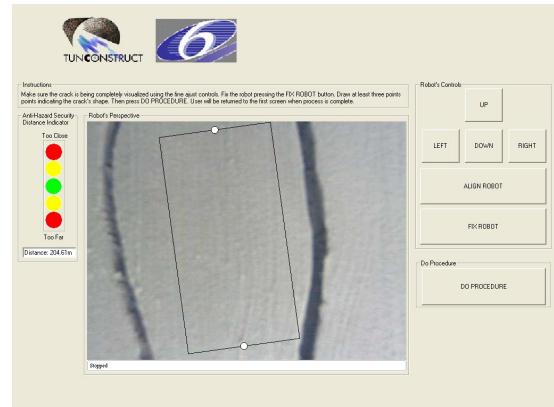 TUNCONSTRUCT
6
Instructions
Make sure the crack is being completely visualized using the fine ajust controls. Fix the robot pressing the FIX ROBOT button. Draw at least three points
points indicating the crack's shape. Then press DO PROCEDURE. User will be returned to the first screen when process is complete.
Anti-Hazard Security
Distance Indicator
Too Close
Too Far
Distance: 204.61m
Robot's Perspective
Stopped
Robot's Controls
UP
LEFT
DOWN
RIGHT
ALIGN ROBOT
FIX ROBOT
Do Procedure
DO PROCEDURE